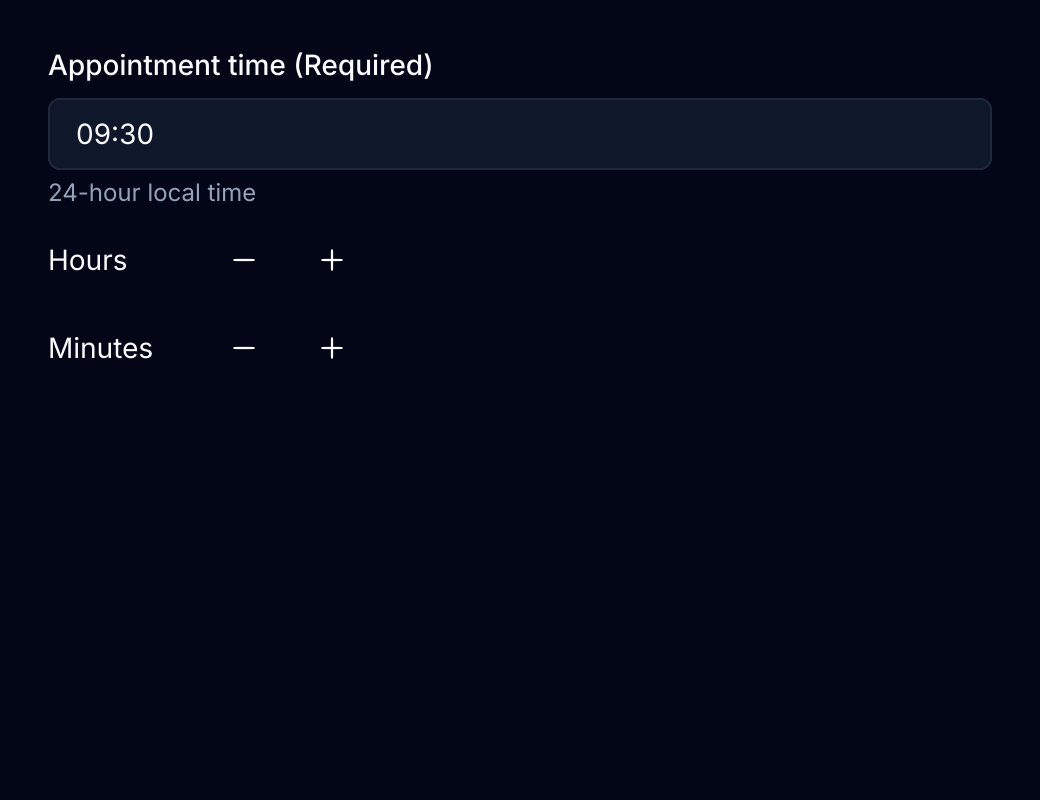 Appointment time (Required)
09:30
24-hour local time
Hours − +
Minutes − +